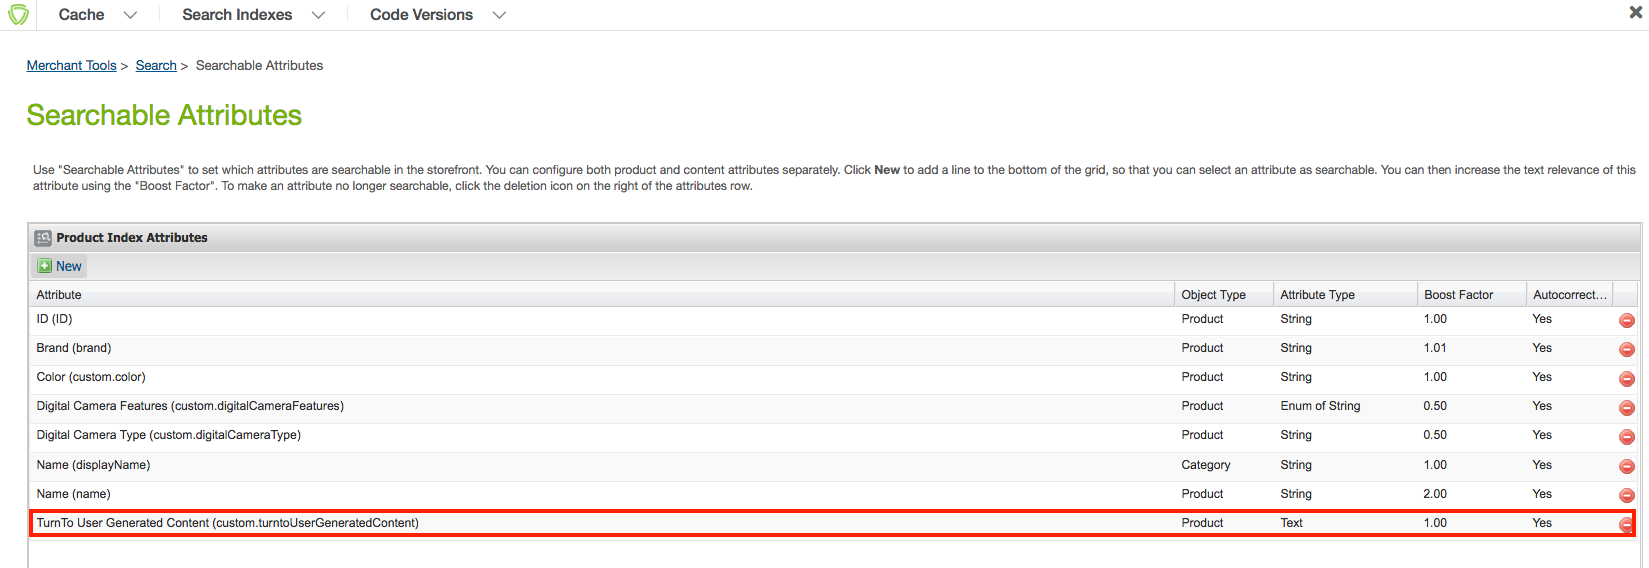 Cache Search Indexes Code Versions
Merchant Tools > Search > Searchable Attributes
Searchable Attributes
Use "Searchable Attributes" to set which attributes are searchable in the storefront. You can configure both product and content attributes separately. Click New to add a line to the bottom of the grid, so that you can select an attribute as searchable. You can then increase the text relevance of this
attribute using the "Boost Factor". To make an attribute no longer searchable, click the deletion icon on the right of the attributes row.
Product Index Attributes
New
Attribute Object Type Attribute Type Boost Factor Autocorrect...
ID (ID) Product String 1.00 Yes
Brand (brand) Product String 1.01 Yes
Color (custom.color) Product String 1.00 Yes
Digital Camera Features (custom.digitalCameraFeatures) Product Enum of String 0.50 Yes
Digital Camera Type (custom.digitalCameraType) Product String 0.50 Yes
Name (displayName) Category String 1.00 Yes
Name (name) Product String 2.00 Yes
TurnTo User Generated Content (custom.turntoUserGeneratedContent) Product Text 1.00 Yes